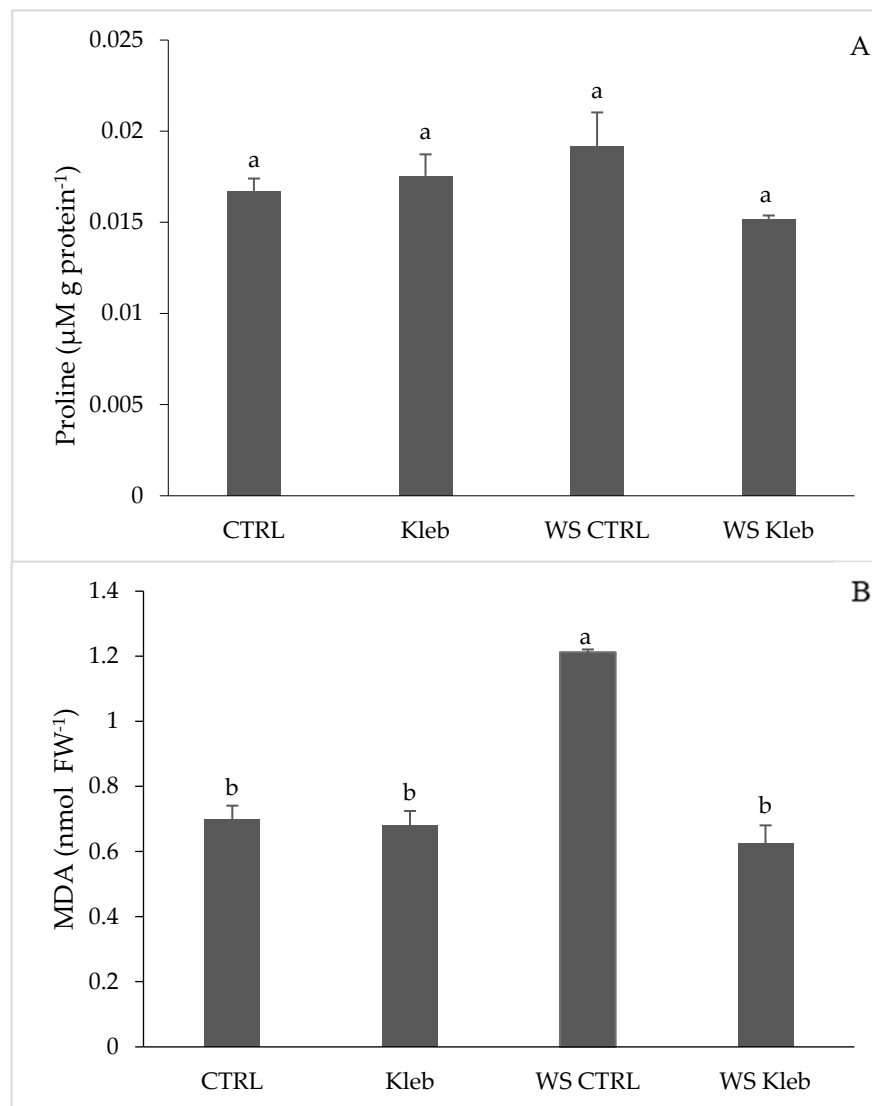 A
Proline (µM g protein⁻¹)
0.025
0.02
0.015
0.01
0.005
0
a
a
a
a
CTRL
Kleb
WS CTRL
WS Kleb
B
MDA (nmol FW⁻¹)
1.4
1.2
1
0.8
0.6
0.4
0.2
0
b
b
a
b
CTRL
Kleb
WS CTRL
WS Kleb